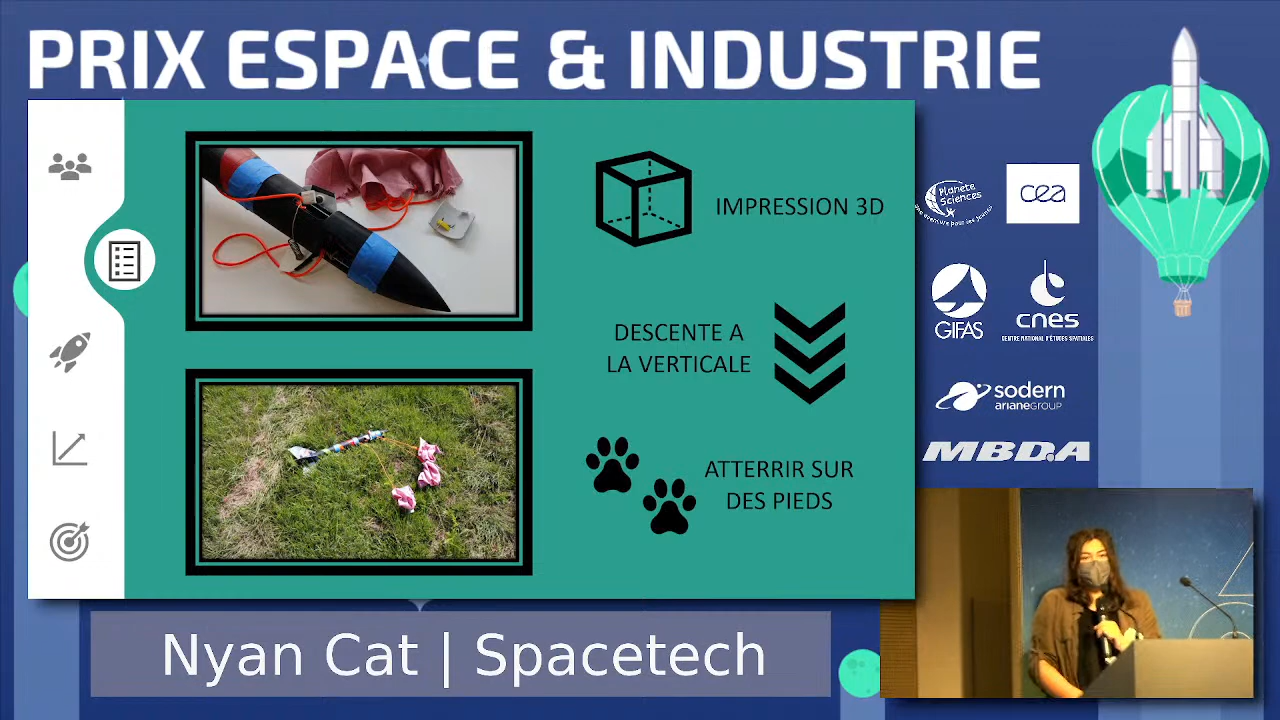 PRIX ESPACE & INDUSTRIE
IMPRESSION 3D
DESCENTE A
LA VERTICALE
ATTERRIR SUR
DES PIEDS
Planète
Sciences
cea
GIFAS
cnes
CENTRE NATIONAL D'ÉTUDES SPATIALES
sodern
ARIANEGROUP
MBDA
Nyan Cat | Spacetech